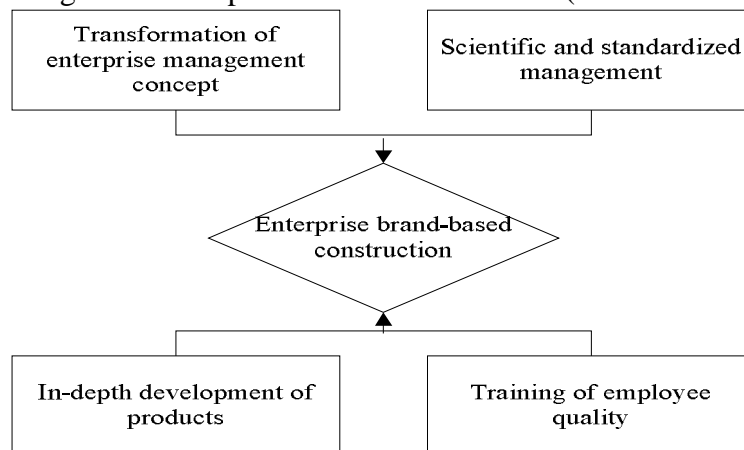 Transformation of
enterprise management
concept
Scientific and standardized
management
Enterprise brand-based
construction
In-depth development of
products
Training of employee
quality